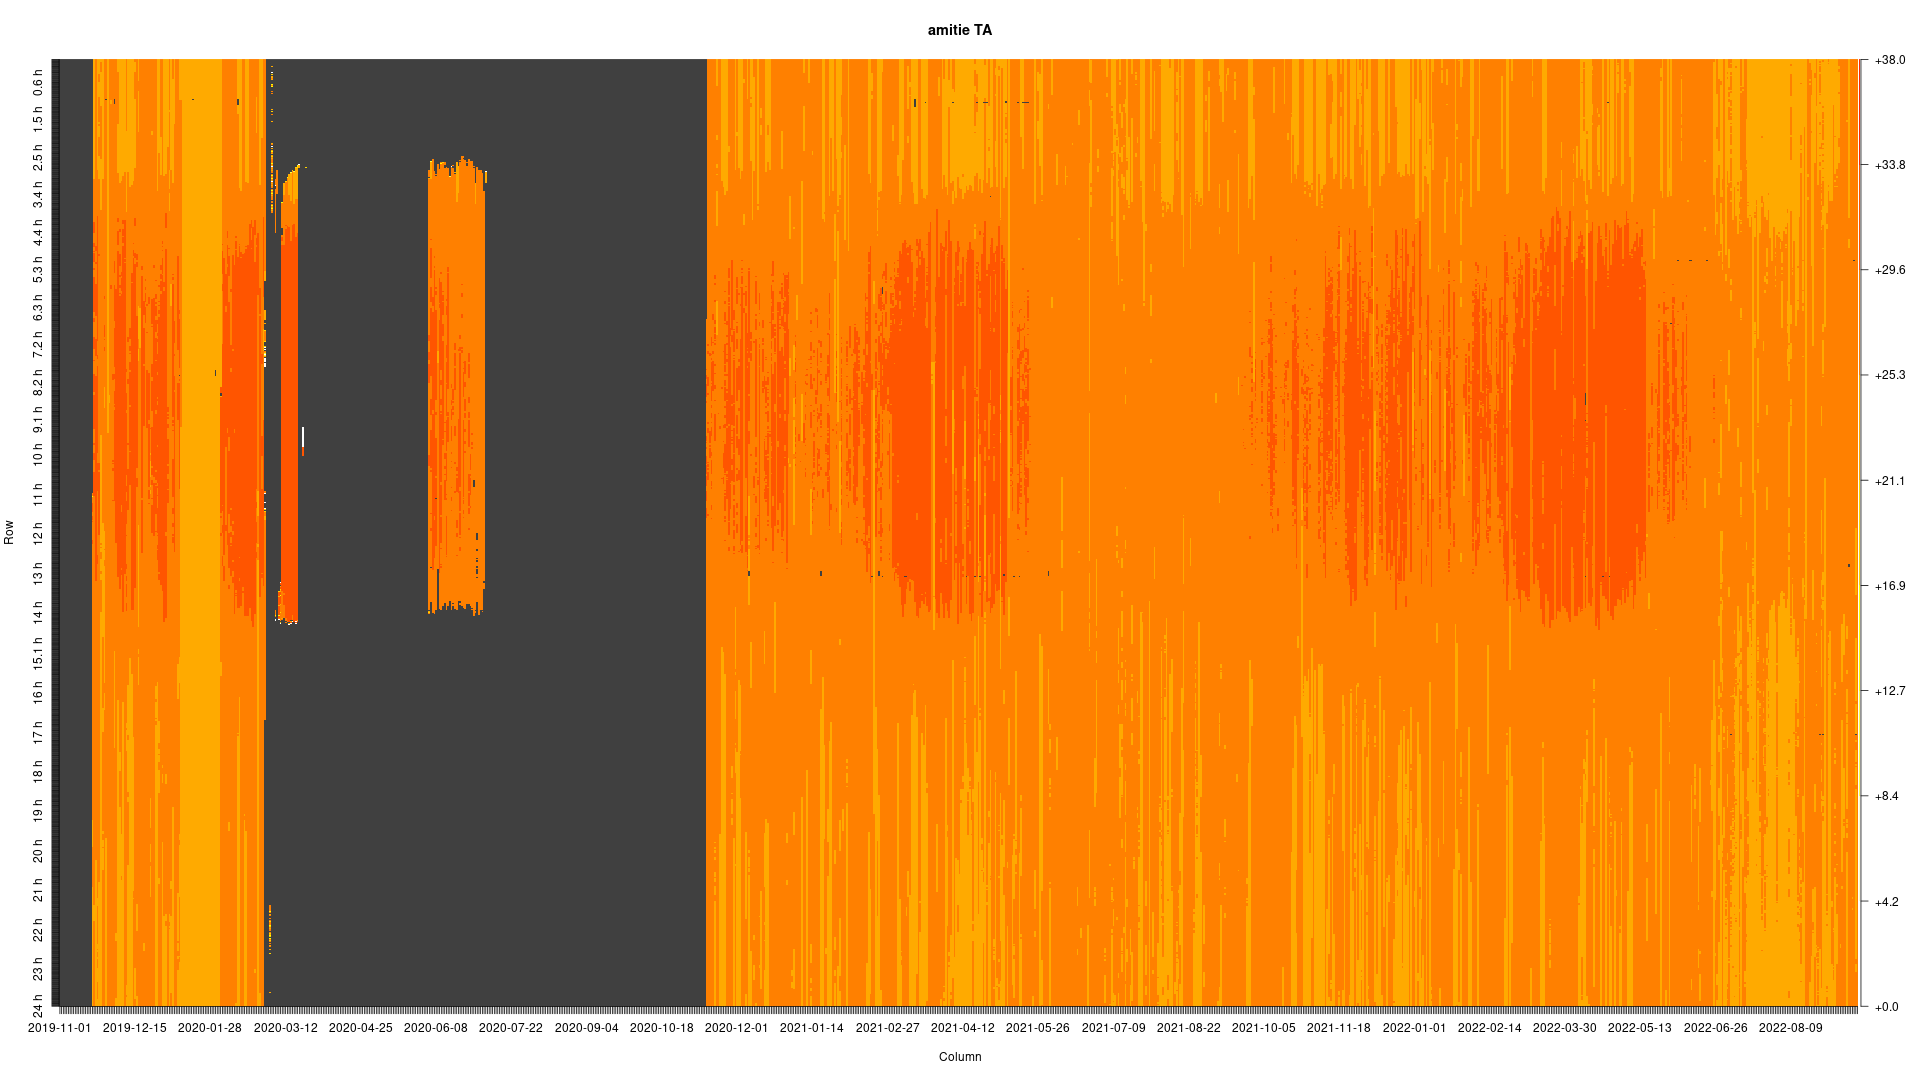 amitie TA
Row
0.6 h
1.5 h
2.5 h
3.4 h
4.4 h
5.3 h
6.3 h
7.2 h
8.2 h
9.1 h
10 h
11 h
12 h
13 h
14 h
15.1 h
16 h
17 h
18 h
19 h
20 h
21 h
22 h
23 h
24 h
+38.0
+33.8
+29.6
+25.3
+21.1
+16.9
+12.7
+8.4
+4.2
+0.0
2019-11-01 2019-12-15 2020-01-28 2020-03-12 2020-04-25 2020-06-08 2020-07-22 2020-09-04 2020-10-18 2020-12-01 2021-01-14 2021-02-27 2021-04-12 2021-05-26 2021-07-09 2021-08-22 2021-10-05 2021-11-18 2022-01-01 2022-02-14 2022-03-30 2022-05-13 2022-06-26 2022-08-09
Column